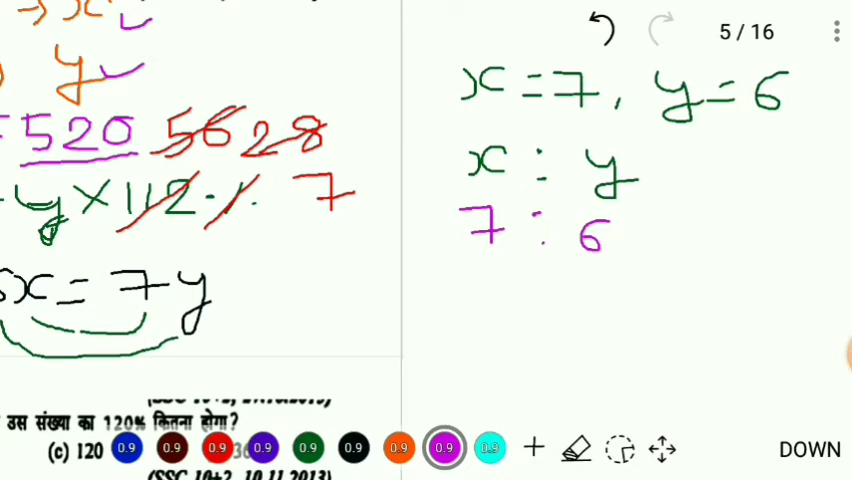 5 / 16
→ x
x = 7, y = 6
y
= 520 56 28
x : y
y × 112 %. 7
7 : 6
x = 7y
उस संख्या का 120% कितना होगा?
(c) 120
0.9 0.9 0.9 0.9 0.9 0.9 0.9 0.9 0.9 + DOWN
(SSC 10+2, 10.11.2013)